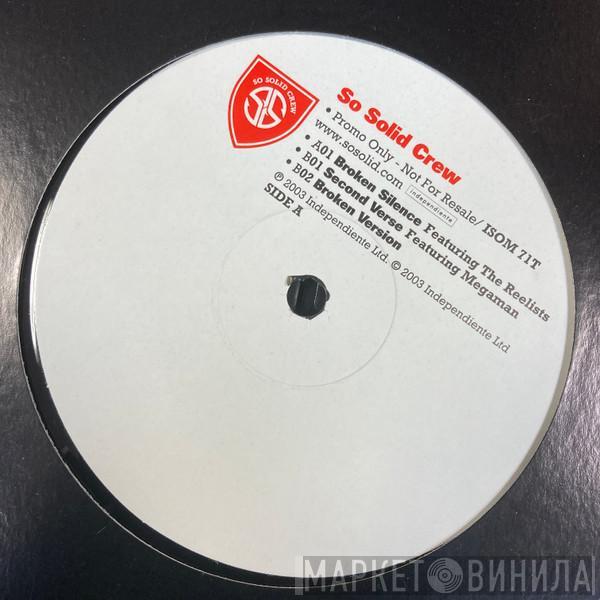 SO SOLID CREW
So Solid Crew
• Promo Only - Not For Resale/ ISOM 71T
www.sosolid.com independiente
• A01 Broken Silence Featuring The Reelists
• B01 Second Verse Featuring Megaman
• B02 Broken Version
℗ 2003 Independiente Ltd. © 2003 Independiente Ltd
SIDE A
МАРКЕТ ВИНИЛА